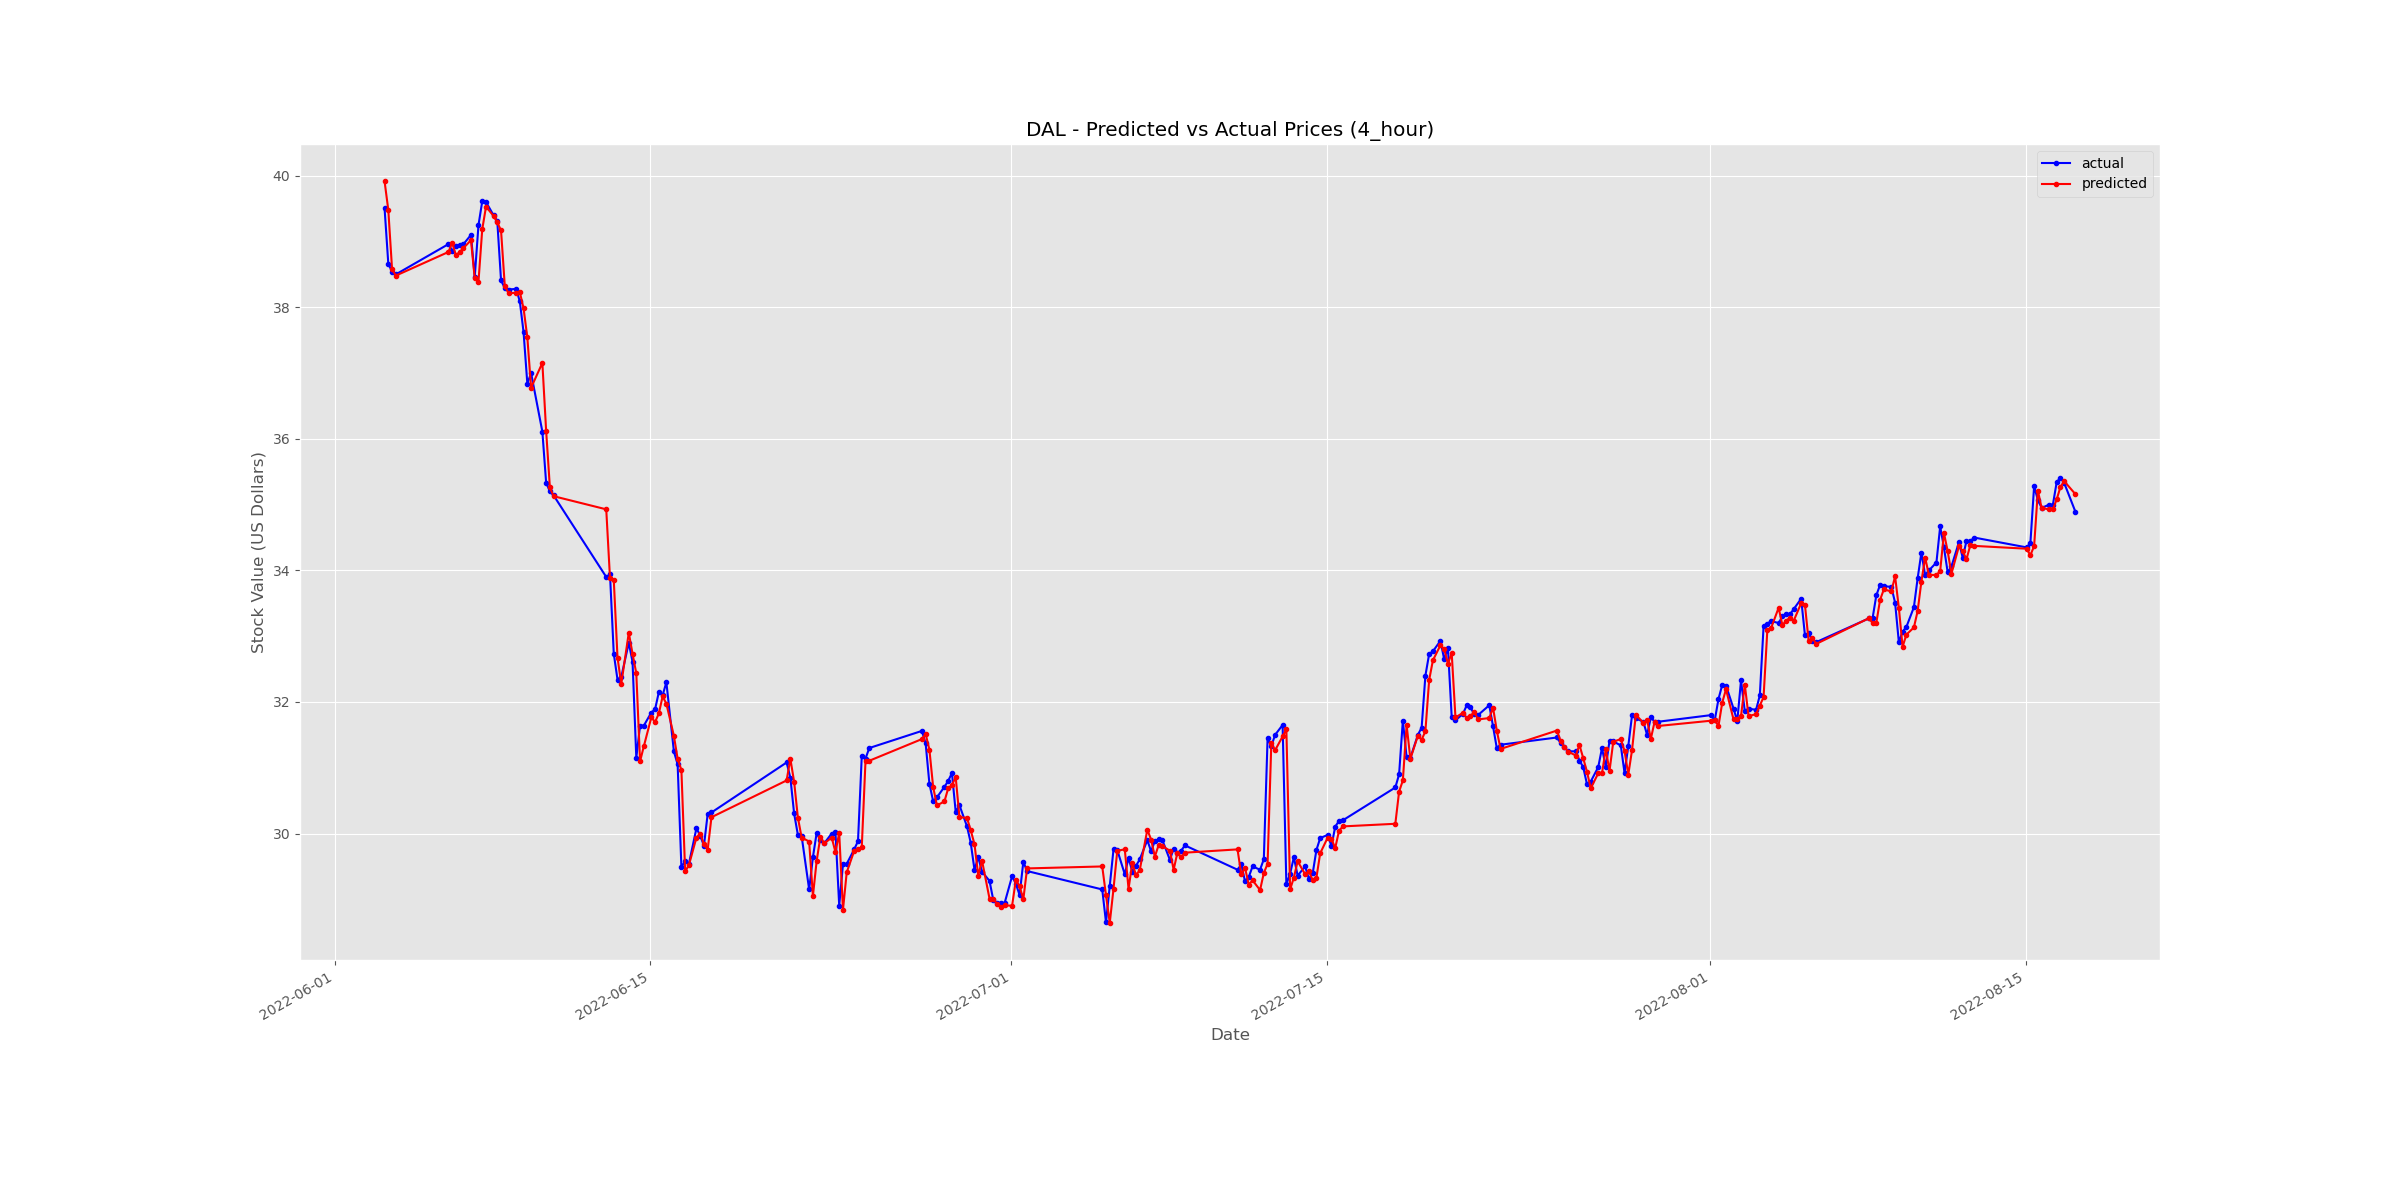 DAL - Predicted vs Actual Prices (4_hour)
actual
predicted
Stock Value (US Dollars)
40
38
36
34
32
30
2022-06-01
2022-06-15
2022-07-01
2022-07-15
2022-08-01
2022-08-15
Date